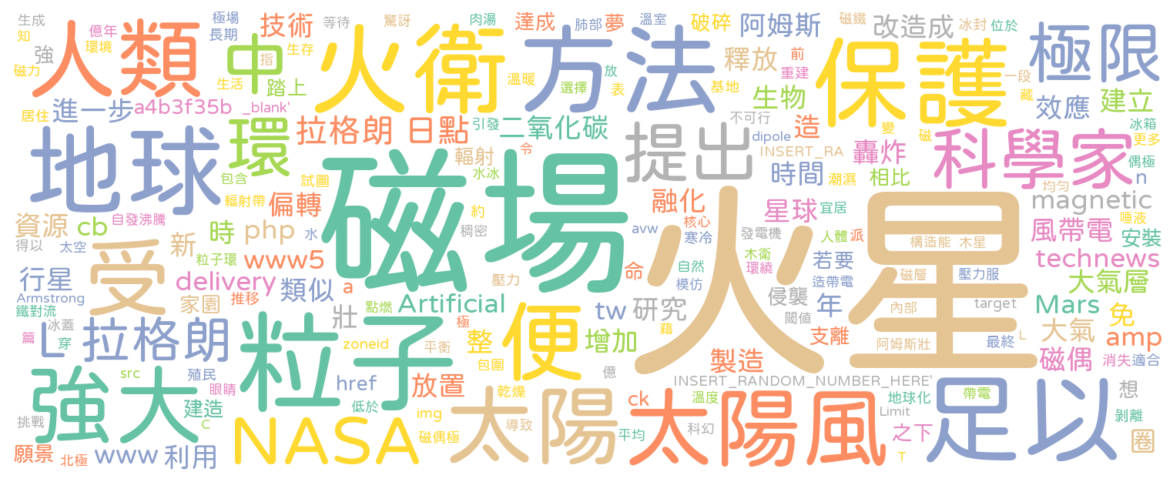 生成 極場 技術 等待 肉湯 達成 肺部 夢 溫室 破碎 阿姆斯 磁鐵 改造成 冰封 位於
知 億年 長期 驚訝 極限
人類 強 環境 中 指 生存 火衛 方法 釋放 前 保護 一段
磁力 生活 踏上 溫暖 選擇 放 表 基地 重建 生物 藏 效應 建立
居住 進一步 a4b3f35b _blank' 不可行 變 冰箱
地球 環 拉格朗 日點 引發 二氧化碳 提出 dipole 造 磁 科學家 更多
令 INSERT_RA 轟炸 偶極
包含 試圖 輻射 水冰 磁場 時間 潮濕 相比 均勻 n
輻射帶 偏轉 融化 星球 宜居 火星 magnetic 唾液
資源 cb 自發沸騰 受 新 時 php 水 稠密 約 avw 核心 寒冷 發電機 人體 派 風帶電 安裝
太空 得以 粒子環 www5 命 自然 木衛 環繞 若要 構造能 木星 technews
行星 delivery 類似 a 壓力 模仿 侵襲 造帶電 磁層 壓力服 大氣層
Armstrong 家園 推移 點燃 Artificial 便 tw 研究 年 內部 target Mars
鐵對流 冰蓋 壯 極 藉 閾值 免
篇 穿 L 拉格朗 粒子 zoneid 平衡 整 增加 支離 阿姆斯壯 最終 L 大氣 amp
包圍 億 製造 磁偶 消失 適合
強大 src 殖民 眼睛 href 放置 乾燥 INSERT_RANDOM_NUMBER_HERE' 足以 想
挑戰 建造 C 低於 img 太陽 ck 溫度 太陽風 地球化 帶電 剝離
Limit
願景 北極 www 利用 NASA 磁偶極 導致 平均 科幻 之下 T 圈